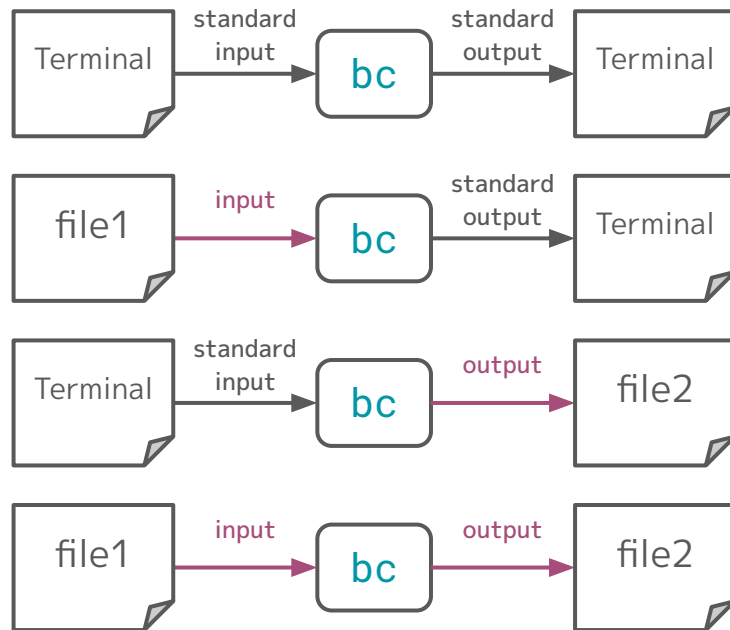 standard
input
standard
output
Terminal
bc
Terminal
file1
input
bc
standard
output
Terminal
standard
input
Terminal
bc
output
file2
file1
input
bc
output
file2